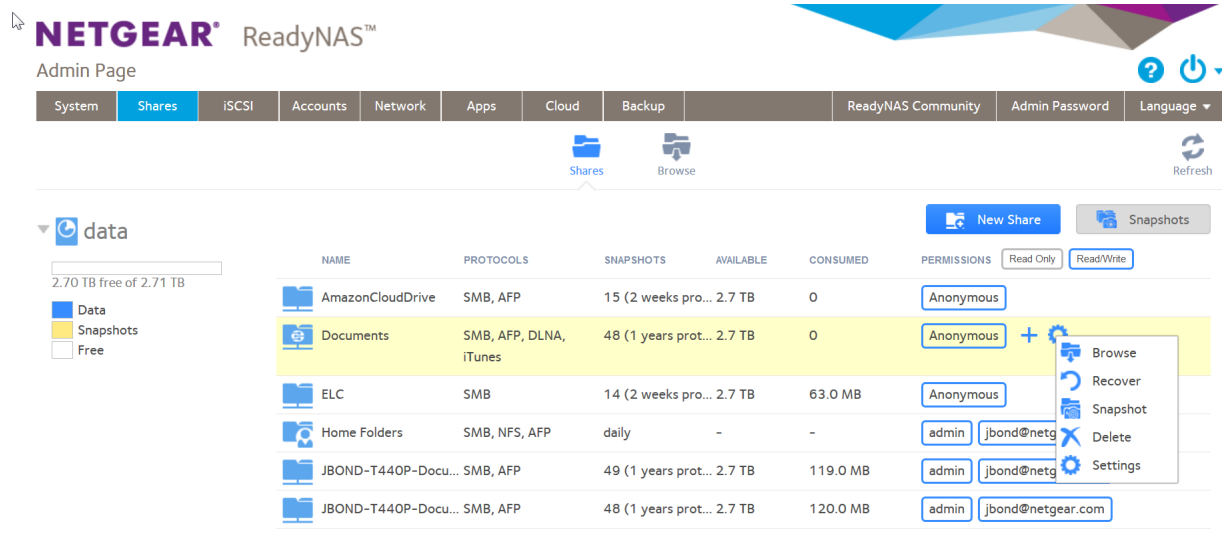 NETGEAR® ReadyNAS™
Admin Page
System Shares iSCSI Accounts Network Apps Cloud Backup ReadyNAS Community Admin Password Language
Shares Browse Refresh
data
New Share Snapshots
NAME PROTOCOLS SNAPSHOTS AVAILABLE CONSUMED PERMISSIONS Read Only Read/Write
2.70 TB free of 2.71 TB
Data
Snapshots
Free
AmazonCloudDrive SMB, AFP 15 (2 weeks pro... 2.7 TB 0 Anonymous
Documents SMB, AFP, DLNA, 48 (1 years prot... 2.7 TB 0 Anonymous
iTunes
Browse
Recover
Snapshot
Delete
Settings
ELC SMB 14 (2 weeks pro... 2.7 TB 63.0 MB Anonymous
Home Folders SMB, NFS, AFP daily - - admin jbond@netg
JBOND-T440P-Docu... SMB, AFP 49 (1 years prot... 2.7 TB 119.0 MB admin jbond@netg
JBOND-T440P-Docu... SMB, AFP 48 (1 years prot... 2.7 TB 120.0 MB admin jbond@netgear.com